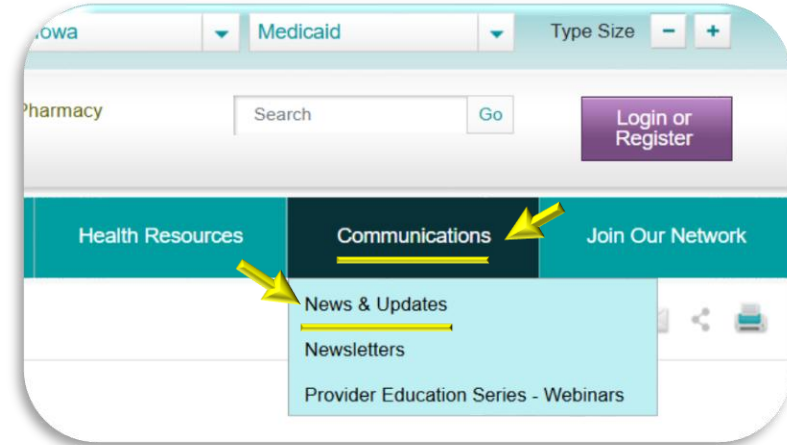 Iowa Medicaid Type Size - +
Pharmacy Search Go Login or
Register
Health Resources Communications Join Our Network
News & Updates
Newsletters
Provider Education Series - Webinars